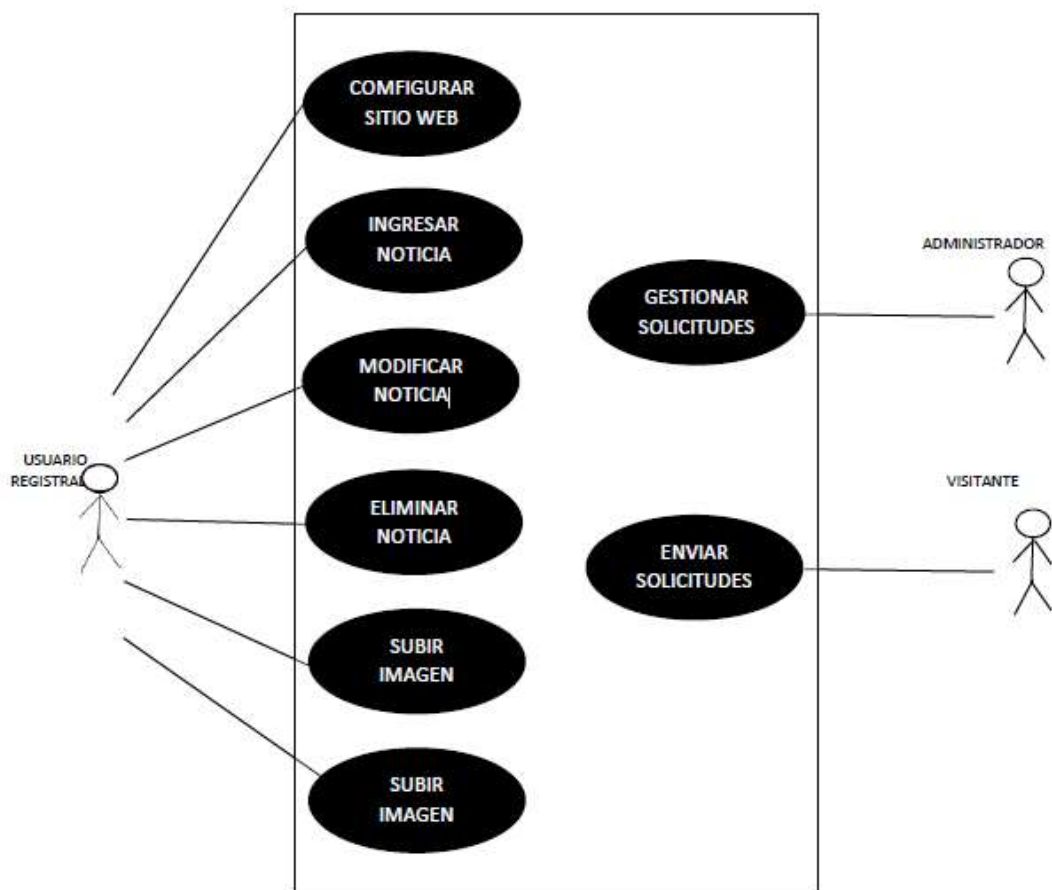 COMFIGURAR
SITIO WEB
INGRESAR
NOTICIA
MODIFICAR
NOTICIA
ELIMINAR
NOTICIA
SUBIR
IMAGEN
SUBIR
IMAGEN
USUARIO
REGISTRAD
GESTIONAR
SOLICITUDES
ENVIAR
SOLICITUDES
ADMINISTRADOR
VISITANTE